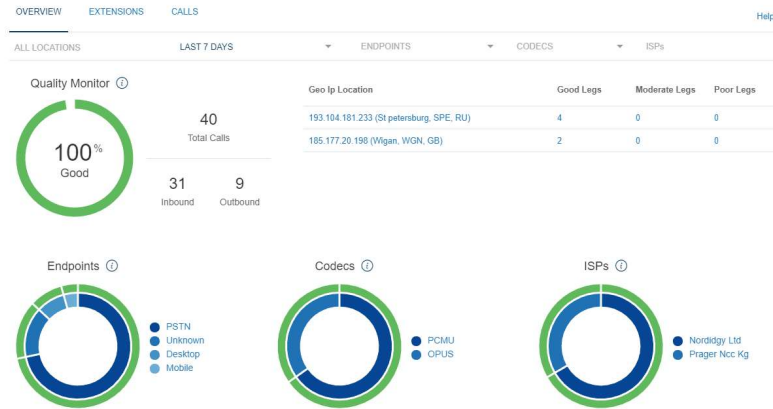 OVERVIEW EXTENSIONS CALLS Help
ALL LOCATIONS LAST 7 DAYS ENDPOINTS CODECS ISPs
Quality Monitor i
100% Good
40
Total Calls
31 9
Inbound Outbound
Geo Ip Location Good Legs Moderate Legs Poor Legs
193.104.181.233 (St petersburg, SPE, RU) 4 0 0
185.177.20.198 (Wigan, WGN, GB) 2 0 0
Endpoints i
PSTN
Unknown
Desktop
Mobile
Codecs i
PCMU
OPUS
ISPs i
Nordidgy Ltd
Prager Ncc Kg